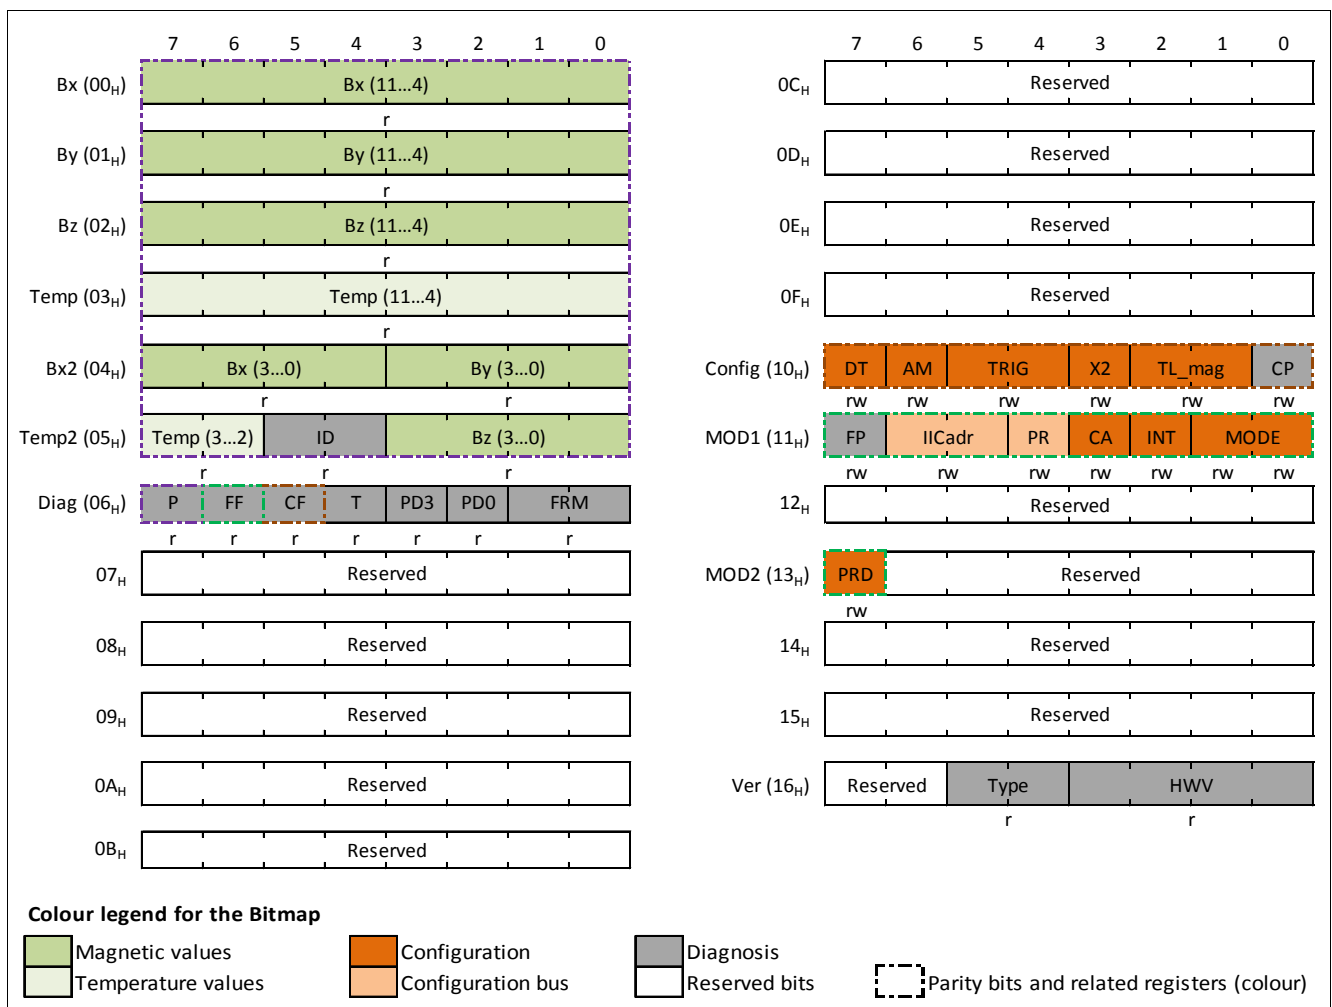 7 6 5 4 3 2 1 0
Bx (00H) Bx (11...4)
r
By (01H) By (11...4)
r
Bz (02H) Bz (11...4)
r
Temp (03H) Temp (11...4)
r
Bx2 (04H) Bx (3...0) By (3...0)
r r
Temp2 (05H) Temp (3...2) ID Bz (3...0)
r r r
Diag (06H) P FF CF T PD3 PD0 FRM
r r r r r r r
07H Reserved
08H Reserved
09H Reserved
0AH Reserved
0BH Reserved
7 6 5 4 3 2 1 0
0CH Reserved
0DH Reserved
0EH Reserved
0FH Reserved
Config (10H) DT AM TRIG X2 TL_mag CP
rw rw rw rw rw rw
MOD1 (11H) FP IICadr PR CA INT MODE
rw rw rw rw rw rw rw
12H Reserved
MOD2 (13H) PRD Reserved
rw
14H Reserved
15H Reserved
Ver (16H) Reserved Type HWV
r r
Colour legend for the Bitmap
Magnetic values Configuration Diagnosis
Temperature values Configuration bus Reserved bits Parity bits and related registers (colour)